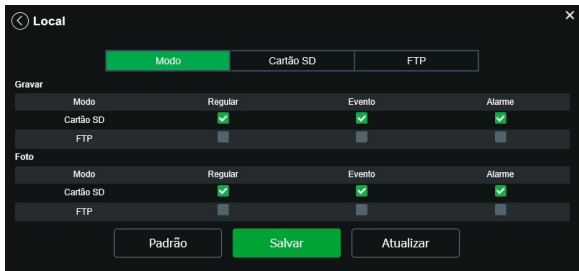 Local
Modo Cartão SD FTP
Gravar
Modo Regular Evento Alarme
Cartão SD
FTP
Foto
Modo Regular Evento Alarme
Cartão SD
FTP
Padrão Salvar Atualizar